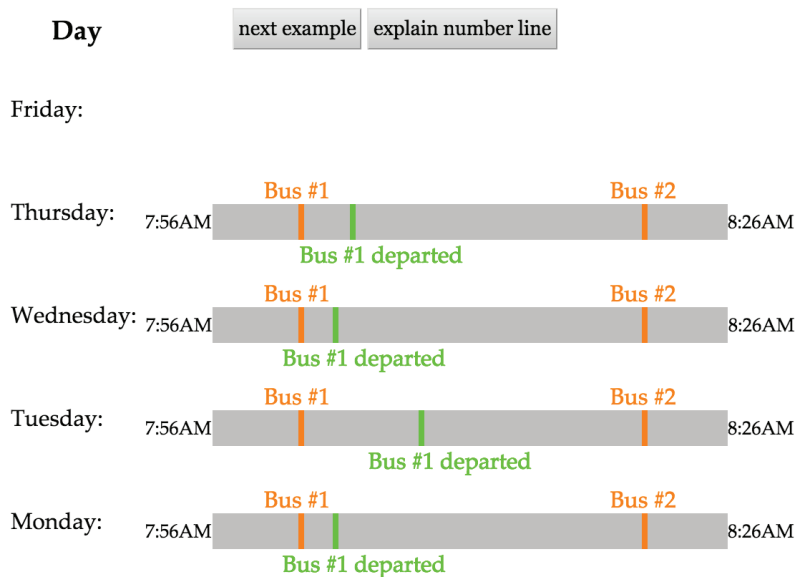 Day
next example
explain number line
Friday:
Bus #1
Bus #2
Thursday:
7:56AM
8:26AM
Bus #1 departed
Bus #1
Bus #2
Wednesday:
7:56AM
8:26AM
Bus #1 departed
Bus #1
Bus #2
Tuesday:
7:56AM
8:26AM
Bus #1 departed
Bus #1
Bus #2
Monday:
7:56AM
8:26AM
Bus #1 departed